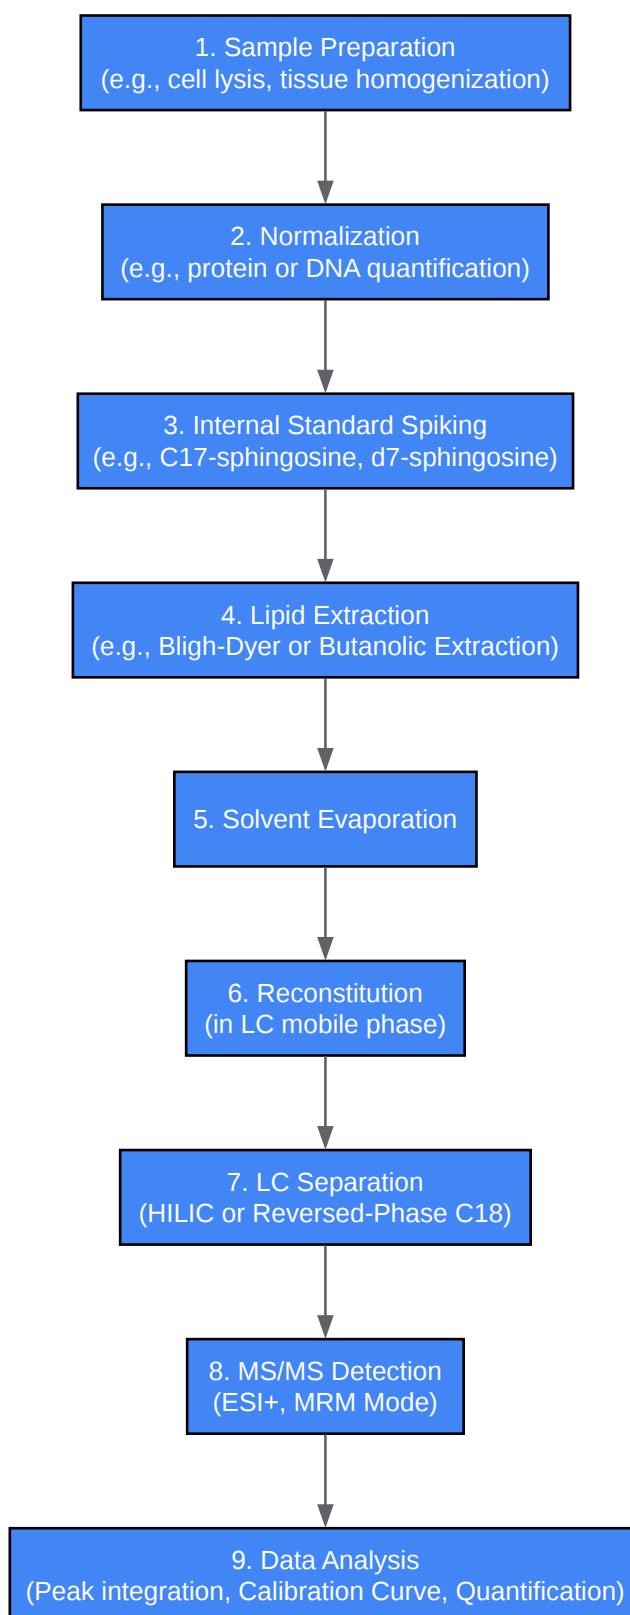 1. Sample Preparation
(e.g., cell lysis, tissue homogenization)
2. Normalization
(e.g., protein or DNA quantification)
3. Internal Standard Spiking
(e.g., C17-sphingosine, d7-sphingosine)
4. Lipid Extraction
(e.g., Bligh-Dyer or Butanolic Extraction)
5. Solvent Evaporation
6. Reconstitution
(in LC mobile phase)
7. LC Separation
(HILIC or Reversed-Phase C18)
8. MS/MS Detection
(ESI+, MRM Mode)
9. Data Analysis
(Peak integration, Calibration Curve, Quantification)